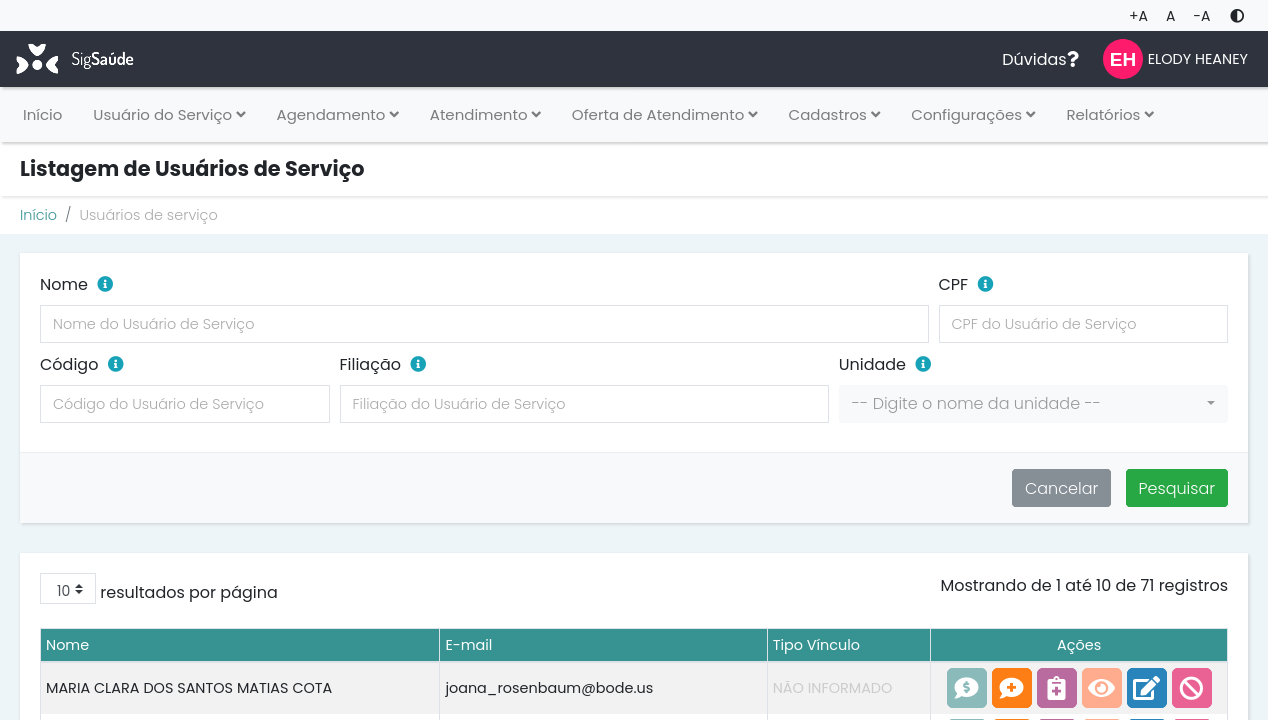 +A A -A
SigSaúde
Dúvidas?
EH ELODY HEANEY
Início Usuário do Serviço Agendamento Atendimento Oferta de Atendimento Cadastros Configurações Relatórios
Listagem de Usuários de Serviço
Início / Usuários de serviço
Nome CPF
Nome do Usuário de Serviço CPF do Usuário de Serviço
Código Filiação Unidade
Código do Usuário de Serviço Filiação do Usuário de Serviço -- Digite o nome da unidade --
Cancelar Pesquisar
10 resultados por página Mostrando de 1 até 10 de 71 registros
Nome E-mail Tipo Vínculo Ações
MARIA CLARA DOS SANTOS MATIAS COTA joana_rosenbaum@bode.us NÃO INFORMADO